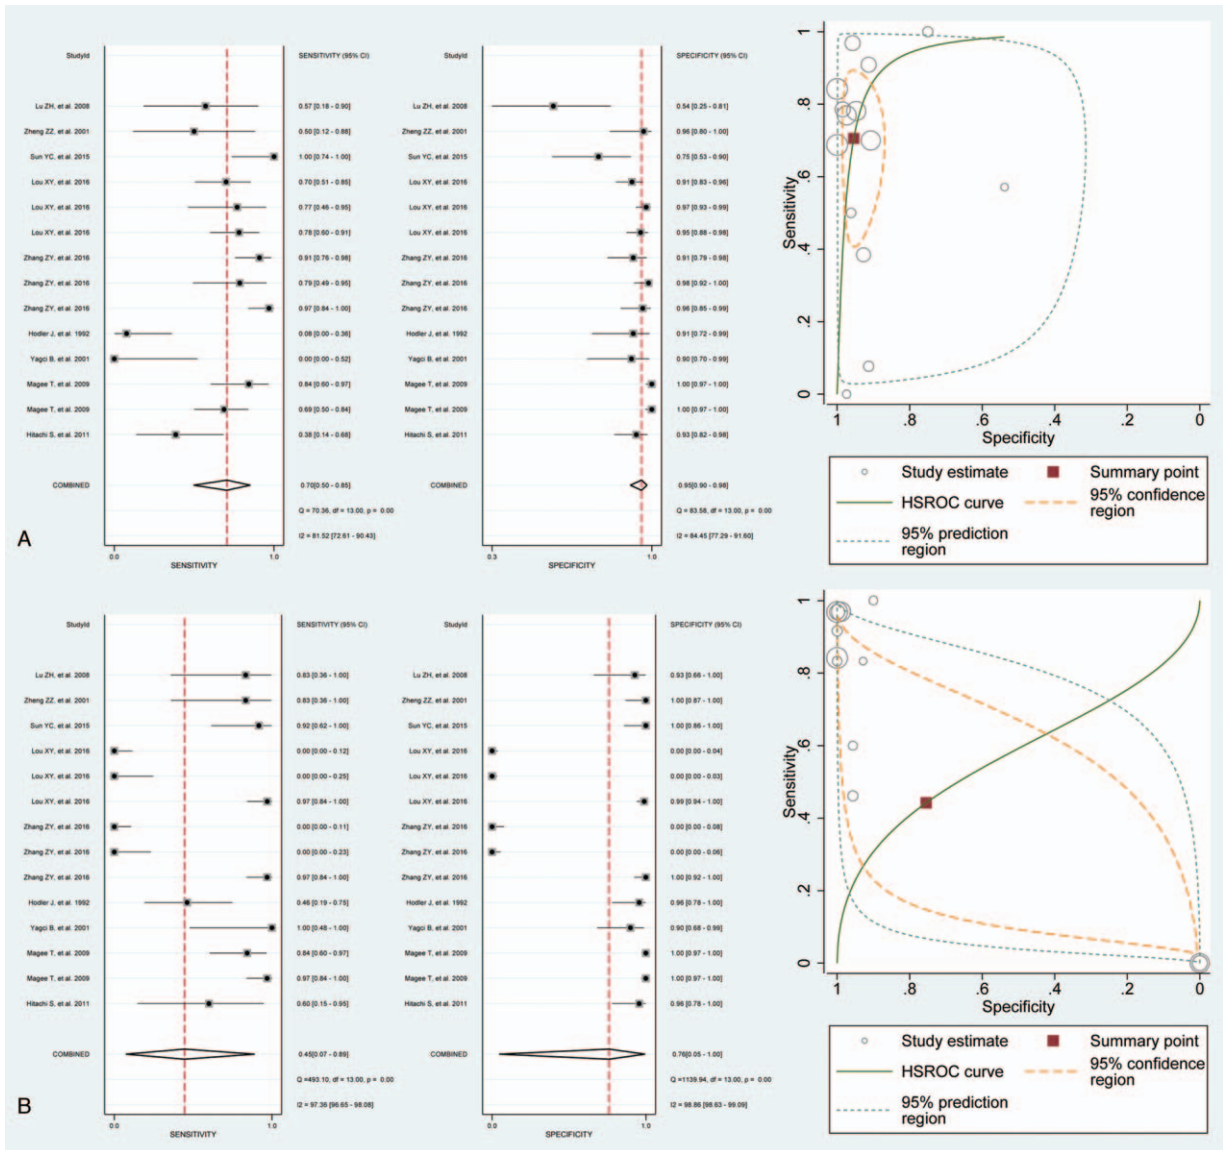 StudyId SENSITIVITY (95% CI)
Lu ZH, et al. 2008 0.57 [0.18 - 0.90]
Zheng ZZ. et al. 2001 0.50 [0.12 - 0.88]
Sun YC, et al. 2015 1.00 [0.74 - 1.00]
Lou XY, et al. 2016 0.70 [0.51 - 0.85]
Lou XY, et al. 2016 0.77 [0.46 - 0.95]
Lou XY, et al. 2016 0.78 [0.60 - 0.91]
Zhang ZY, et al. 2016 0.91 [0.76 - 0.98]
Zhang ZY, et al. 2016 0.79 [0.49 - 0.95]
Zhang ZY, et al. 2016 0.97 [0.84 - 1.00]
Hodler J, et al. 1992 0.08 [0.00 - 0.36]
Yagci B. et al. 2001 0.00 [0.00 - 0.52]
Magee T, et al. 2009 0.84 [0.60 - 0.97]
Magee T, et al. 2009 0.69 [0.50 - 0.84]
Hitachi S, et al. 2011 0.38 [0.14 - 0.68]
COMBINED 0.70[0.50 - 0.85]
Q = 70.36, df = 13.00, p = 0.00
I2 = 81.52 [72.61 - 90.43]
0.0 1.0
SENSITIVITY
A
StudyId SPECIFICITY (95% CI)
Lu ZH, et al. 2008 0.54 [0.25 - 0.81]
Zheng ZZ. et al. 2001 0.96 [0.80 - 1.00]
Sun YC, et al. 2015 0.75 [0.53 - 0.90]
Lou XY, et al. 2016 0.91 [0.83 - 0.96]
Lou XY, et al. 2016 0.97 [0.93 - 0.99]
Lou XY, et al. 2016 0.95 [0.88 - 0.98]
Zhang ZY, et al. 2016 0.91 [0.79 - 0.98]
Zhang ZY, et al. 2016 0.98 [0.92 - 1.00]
Zhang ZY, et al. 2016 0.96 [0.85 - 0.99]
Hodler J, et al. 1992 0.91 [0.72 - 0.99]
Yagci B. et al. 2001 0.90 [0.70 - 0.99]
Magee T, et al. 2009 1.00 [0.97 - 1.00]
Magee T, et al. 2009 1.00 [0.97 - 1.00]
Hitachi S, et al. 2011 0.93 [0.82 - 0.98]
COMBINED 0.95[0.90 - 0.98]
Q = 83.58, df = 13.00, p = 0.00
I2 = 84.45 [77.29 - 91.60]
0.3 1.0
SPECIFICITY
Sensitivity
1
.8
.6
.4
.2
0
1 .8 .6 .4 .2 0
Specificity
Study estimate Summary point
HSROC curve 95% confidence region
95% prediction region
StudyId SENSITIVITY (95% CI)
Lu ZH, et al. 2008 0.83 [0.36 - 1.00]
Zheng ZZ. et al. 2001 0.83 [0.36 - 1.00]
Sun YC, et al. 2015 0.92 [0.62 - 1.00]
Lou XY, et al. 2016 0.00 [0.00 - 0.12]
Lou XY, et al. 2016 0.00 [0.00 - 0.25]
Lou XY, et al. 2016 0.97 [0.84 - 1.00]
Zhang ZY, et al. 2016 0.00 [0.00 - 0.11]
Zhang ZY, et al. 2016 0.00 [0.00 - 0.23]
Zhang ZY, et al. 2016 0.97 [0.84 - 1.00]
Hodler J, et al. 1992 0.46 [0.19 - 0.75]
Yagci B. et al. 2001 1.00 [0.48 - 1.00]
Magee T, et al. 2009 0.84 [0.60 - 0.97]
Magee T, et al. 2009 0.97 [0.84 - 1.00]
Hitachi S, et al. 2011 0.60 [0.15 - 0.95]
COMBINED 0.45[0.07 - 0.89]
Q =493.10, df = 13.00, p = 0.00
I2 = 97.36 [96.65 - 98.08]
0.0 1.0
SENSITIVITY
B
StudyId SPECIFICITY (95% CI)
Lu ZH, et al. 2008 0.93 [0.66 - 1.00]
Zheng ZZ. et al. 2001 1.00 [0.87 - 1.00]
Sun YC, et al. 2015 1.00 [0.86 - 1.00]
Lou XY, et al. 2016 0.00 [0.00 - 0.04]
Lou XY, et al. 2016 0.00 [0.00 - 0.03]
Lou XY, et al. 2016 0.99 [0.94 - 1.00]
Zhang ZY, et al. 2016 0.00 [0.00 - 0.08]
Zhang ZY, et al. 2016 0.00 [0.00 - 0.06]
Zhang ZY, et al. 2016 1.00 [0.92 - 1.00]
Hodler J, et al. 1992 0.96 [0.78 - 1.00]
Yagci B. et al. 2001 0.90 [0.68 - 0.99]
Magee T, et al. 2009 1.00 [0.97 - 1.00]
Magee T, et al. 2009 1.00 [0.97 - 1.00]
Hitachi S, et al. 2011 0.96 [0.78 - 1.00]
COMBINED 0.76[0.05 - 1.00]
Q =1139.94, df = 13.00, p = 0.00
I2 = 98.86 [98.63 - 99.09]
0.0 1.0
SPECIFICITY
Sensitivity
1
.8
.6
.4
.2
0
1 .8 .6 .4 .2 0
Specificity
Study estimate Summary point
HSROC curve 95% confidence region
95% prediction region